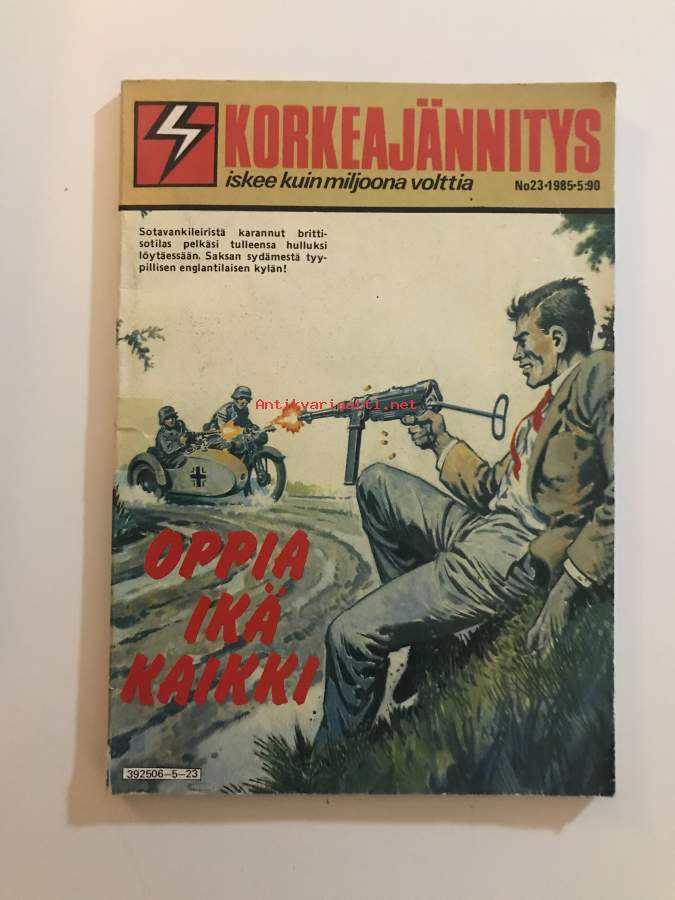 KORKEAJÄNNITYS
iskee kuin miljoona volttia
No23•1985•5:90
Sotavankileiristä karannut britti-
sotilas pelkäsi tulleensa hulluksi
löytäessään. Saksan sydämestä tyy-
pillisen englantilaisen kylän!
Antikvariaatti.net
OPPIA
IKÄ
KAIKKI
392506-5-23